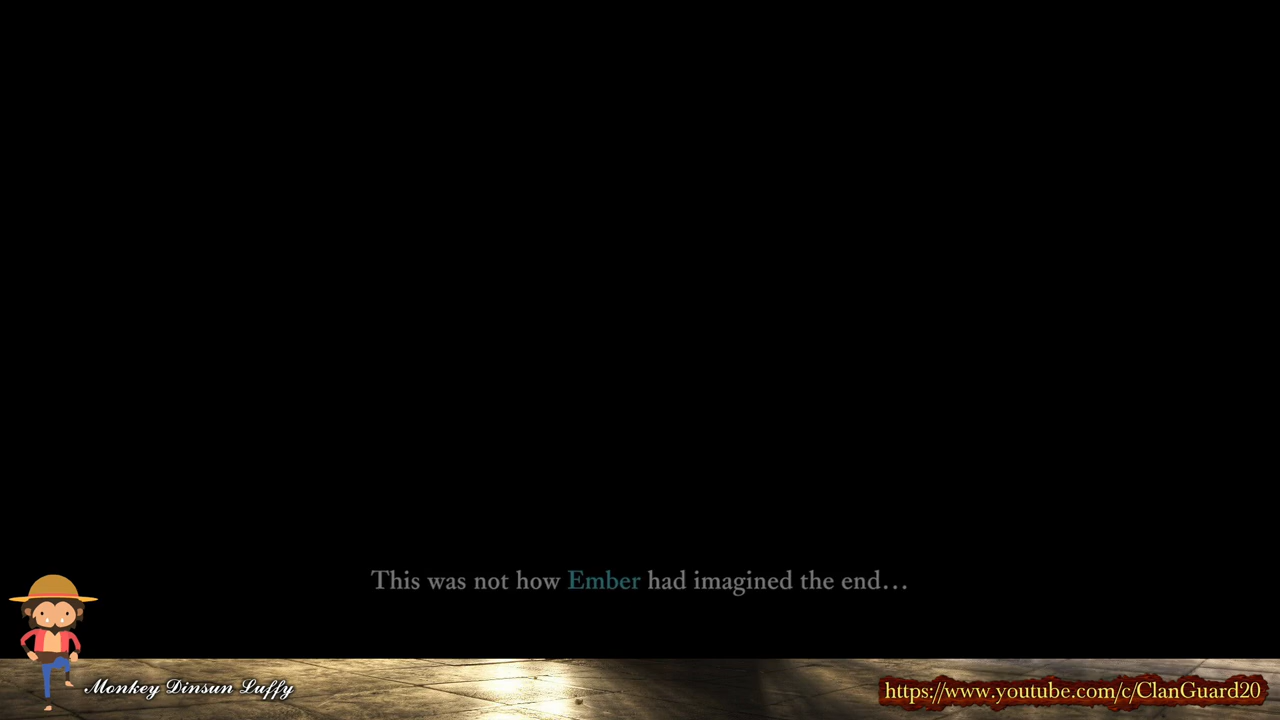 This was not how Ember had imagined the end...
Monkey Dinsun Luffy
https://www.youtube.com/c/ClanGuard20